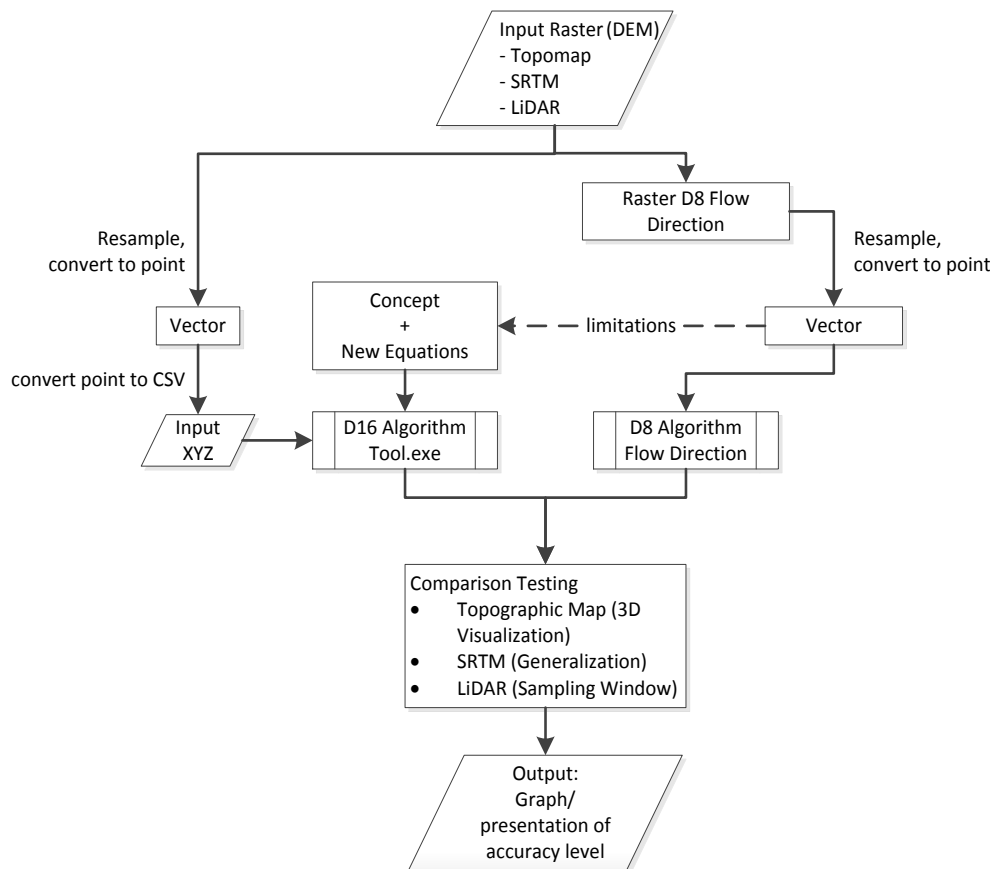 Input Raster (DEM)
- Topomap
- SRTM
- LiDAR
Raster D8 Flow
Direction
Resample,
convert to point
Resample,
convert to point
Concept
+
New Equations
Vector
limitations
Vector
convert point to CSV
Input
XYZ
D16 Algorithm
Tool.exe
D8 Algorithm
Flow Direction
Comparison Testing
• Topographic Map (3D
Visualization)
• SRTM (Generalization)
• LiDAR (Sampling Window)
Output:
Graph/
presentation of
accuracy level